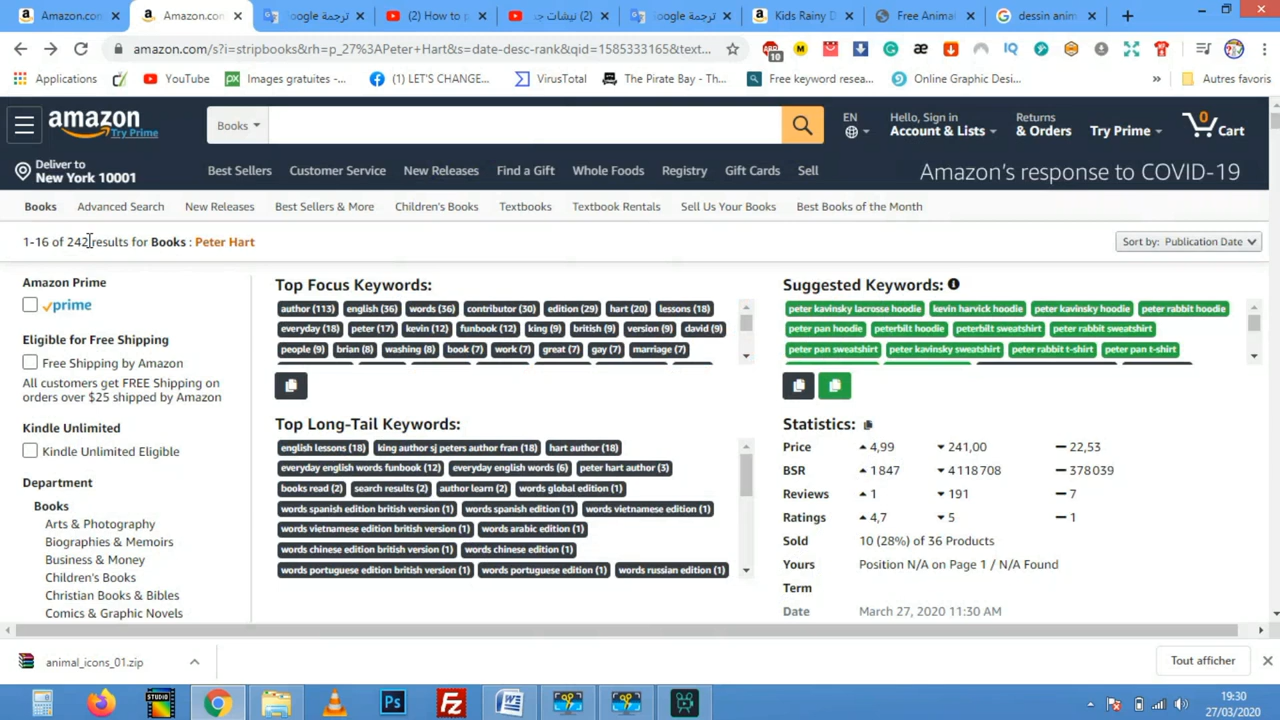 Amazon.con
Amazon.con
ترجمة Google
(2) How to p
(2) نيشات جد
ترجمة Google
Kids Rainy D
Free Animal
dessin anim
amazon.com/s?i=stripbooks&rh=p_27%3APeter+Hart&s=date-desc-rank&qid=1585333165&text...
10
Applications
YouTube
Images gratuites -...
(1) LET'S CHANGE...
VirusTotal
The Pirate Bay - Th...
Free keyword resea...
Online Graphic Desi...
»
Autres favoris
amazon
Try Prime
Books
EN
Hello, Sign in
Account & Lists
Returns
& Orders
Try Prime
0
Cart
Deliver to
New York 10001
Best Sellers
Customer Service
New Releases
Find a Gift
Whole Foods
Registry
Gift Cards
Sell
Amazon's response to COVID-19
Books
Advanced Search
New Releases
Best Sellers & More
Children's Books
Textbooks
Textbook Rentals
Sell Us Your Books
Best Books of the Month
1-16 of 242 results for Books : Peter Hart
Sort by: Publication Date
Amazon Prime
prime
Eligible for Free Shipping
Free Shipping by Amazon
All customers get FREE Shipping on
orders over $25 shipped by Amazon
Kindle Unlimited
Kindle Unlimited Eligible
Department
Books
Arts & Photography
Biographies & Memoirs
Business & Money
Children's Books
Christian Books & Bibles
Comics & Graphic Novels
Top Focus Keywords:
author (113) english (36) words (36) contributor (30) edition (29) hart (20) lessons (18)
everyday (18) peter (17) kevin (12) funbook (12) king (9) british (9) version (9) david (9)
people (9) brian (8) washing (8) book (7) work (7) great (7) gay (7) marriage (7)
Top Long-Tail Keywords:
english lessons (18) king author sj peters author fran (18) hart author (18)
everyday english words funbook (12) everyday english words (6) peter hart author (3)
books read (2) search results (2) author learn (2) words global edition (1)
words spanish edition british version (1) words spanish edition (1) words vietnamese edition (1)
words vietnamese edition british version (1) words arabic edition (1)
words chinese edition british version (1) words chinese edition (1)
words portuguese edition british version (1) words portuguese edition (1) words russian edition (1)
Suggested Keywords:
peter kavinsky lacrosse hoodie kevin harvick hoodie peter kavinsky hoodie peter rabbit hoodie
peter pan hoodie peterbilt hoodie peterbilt sweatshirt peter rabbit sweatshirt
peter pan sweatshirt peter kavinsky sweatshirt peter rabbit t-shirt peter pan t-shirt
Statistics:
Price 4,99 241,00 22,53
BSR 1 847 4 118 708 378 039
Reviews 1 191 7
Ratings 4,7 5 1
Sold 10 (28%) of 36 Products
Yours Position N/A on Page 1 / N/A Found
Term
Date March 27, 2020 11:30 AM
animal_icons_01.zip
Tout afficher
STUDIO
Ps
19:30
27/03/2020